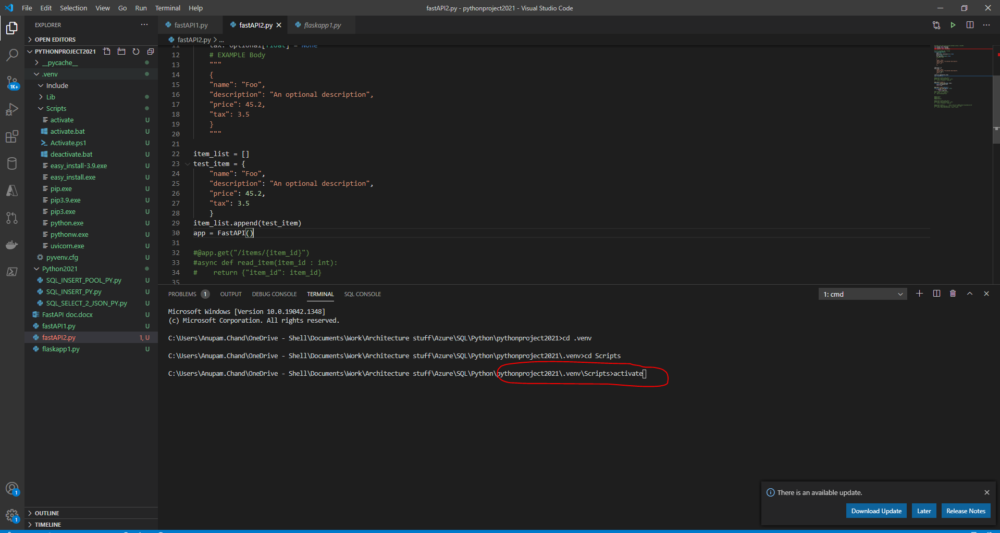 File Edit Selection View Go Run Terminal Help
fastAPI2.py - pythonproject2021 - Visual Studio Code
EXPLORER
OPEN EDITORS
PYTHONPROJECT2021
__pycache__
.venv
Include
Lib
Scripts
activate U
activate.bat U
Activate.ps1 U
deactivate.bat U
easy_install-3.9.exe U
easy_install.exe U
pip.exe U
pip3.9.exe U
pip3.exe U
python.exe U
pythonw.exe U
uvicorn.exe U
pyvenv.cfg U
Python2021
SQL_INSERT_POOL_PY.py U
SQL_INSERT_PY.py U
SQL_SELECT_2_JSON_PY.py U
FastAPI doc.docx U
fastAPI1.py U
fastAPI2.py 1, U
flaskapp1.py U
OUTLINE
TIMELINE
1K+
1
1
fastAPI1.py fastAPI2.py flaskapp1.py
fastAPI2.py > ...
11 tax: Optional[float] = None
12 # EXAMPLE Body
13 """
14 {
15 "name": "Foo",
16 "description": "An optional description",
17 "price": 45.2,
18 "tax": 3.5
19 }
20 """
21
22 item_list = []
23 test_item = {
24 "name": "Foo",
25 "description": "An optional description",
26 "price": 45.2,
27 "tax": 3.5
28 }
29 item_list.append(test_item)
30 app = FastAPI()
31
32 #@app.get("/items/{item_id}")
33 #async def read_item(item_id : int):
34 #    return {"item_id": item_id}
35
PROBLEMS 1 OUTPUT DEBUG CONSOLE TERMINAL SQL CONSOLE
1: cmd
Microsoft Windows [Version 10.0.19042.1348]
(c) Microsoft Corporation. All rights reserved.
C:\Users\Anupam.Chand\OneDrive - Shell\Documents\Work\Architecture stuff\Azure\SQL\Python\pythonproject2021>cd .venv
C:\Users\Anupam.Chand\OneDrive - Shell\Documents\Work\Architecture stuff\Azure\SQL\Python\pythonproject2021\.venv>cd Scripts
C:\Users\Anupam.Chand\OneDrive - Shell\Documents\Work\Architecture stuff\Azure\SQL\Python\pythonproject2021\.venv\Scripts>activate
There is an available update.
Download Update Later Release Notes